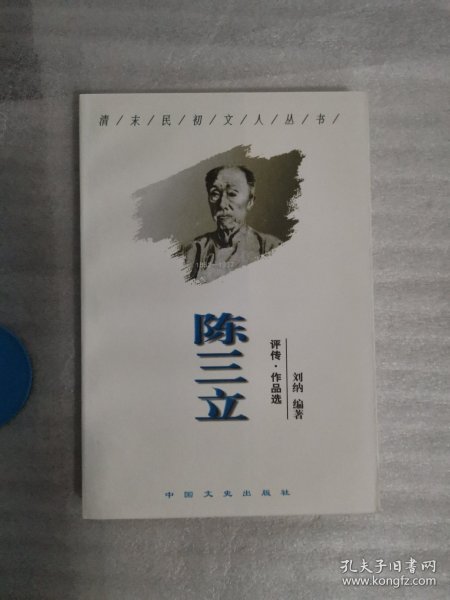 清/末/民/初/文/人/丛/书/
陈三立
评传·作品选
刘纳 编著
中国文史出版社
孔夫子旧书网
www.kongfz.com